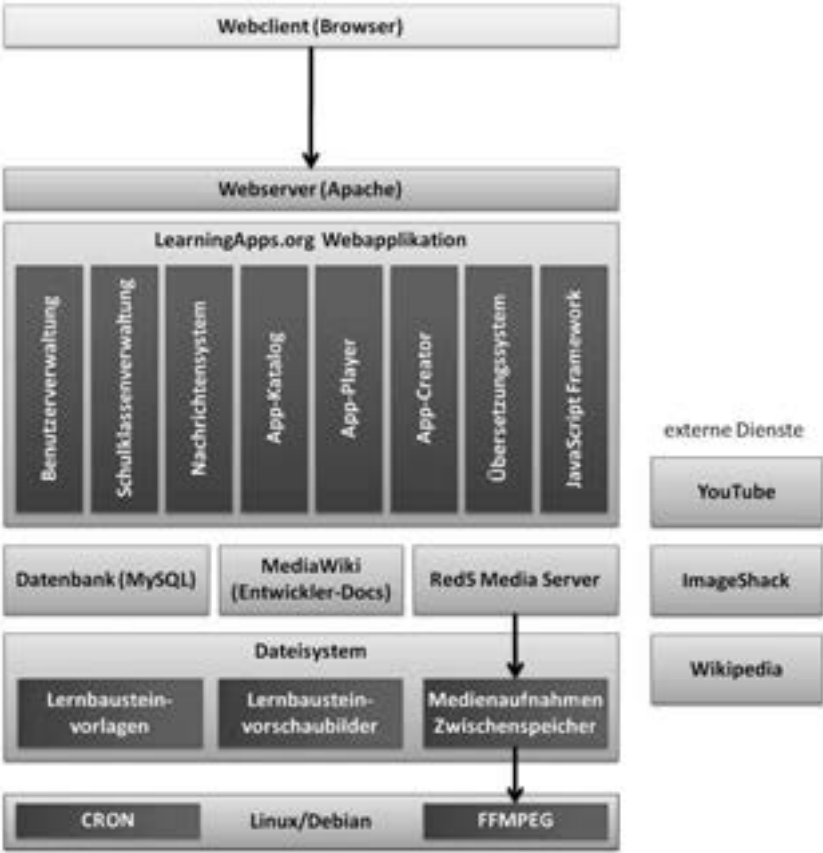 Webclient (Browser)
Webserver (Apache)
LearningApps.org Webapplikation
Benutzerverwaltung
Schulklassenverwaltung
Nachrichtensystem
App-Katalog
App-Player
App-Creator
Übersetzungssystem
JavaScript Framework
externe Dienste
YouTube
ImageShack
Wikipedia
Datenbank (MySQL)
MediaWiki
(Entwickler-Docs)
Red5 Media Server
Dateisystem
Lernbaustein-
vorlagen
Lernbaustein-
vorschaubilder
Medienaufnahmen
Zwischenspeicher
CRON
Linux/Debian
FFMPEG